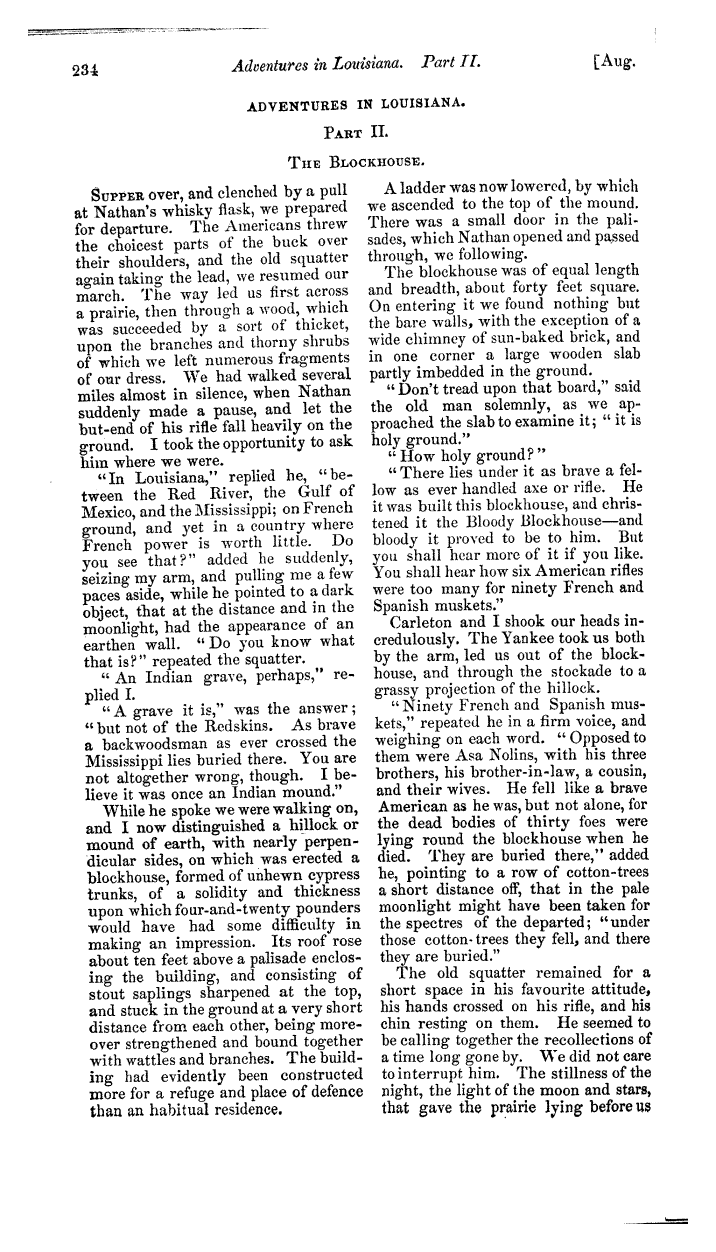 234 Adventures in Louisiana. Part II. [Aug.
ADVENTURES IN LOUISIANA.
PART II.
THE BLOCKHOUSE.
SUPPER over, and clenched by a pull
at Nathan's whisky flask, we prepared
for departure. The Americans threw
the choicest parts of the buck over
their shoulders, and the old squatter
again taking the lead, we resumed our
march. The way led us first across
a prairie, then through a wood, which
was succeeded by a sort of thicket,
upon the branches and thorny shrubs
of which we left numerous fragments
of our dress. We had walked several
miles almost in silence, when Nathan
suddenly made a pause, and let the
but-end of his rifle fall heavily on the
ground. I took the opportunity to ask
him where we were.
"In Louisiana," replied he, "be-
tween the Red River, the Gulf of
Mexico, and the Mississippi; on French
ground, and yet in a country where
French power is worth little. Do
you see that?" added he suddenly,
seizing my arm, and pulling me a few
paces aside, while he pointed to a dark
object, that at the distance and in the
moonlight, had the appearance of an
earthen wall. "Do you know what
that is?" repeated the squatter.
"An Indian grave, perhaps," re-
plied I.
"A grave it is," was the answer;
"but not of the Redskins. As brave
a backwoodsman as ever crossed the
Mississippi lies buried there. You are
not altogether wrong, though. I be-
lieve it was once an Indian mound."
While he spoke we were walking on,
and I now distinguished a hillock or
mound of earth, with nearly perpen-
dicular sides, on which was erected a
blockhouse, formed of unhewn cypress
trunks, of a solidity and thickness
upon which four-and-twenty pounders
would have had some difficulty in
making an impression. Its roof rose
about ten feet above a palisade enclos-
ing the building, and consisting of
stout saplings sharpened at the top,
and stuck in the ground at a very short
distance from each other, being more-
over strengthened and bound together
with wattles and branches. The build-
ing had evidently been constructed
more for a refuge and place of defence
than an habitual residence.
A ladder was now lowered, by which
we ascended to the top of the mound.
There was a small door in the pali-
sades, which Nathan opened and passed
through, we following.
The blockhouse was of equal length
and breadth, about forty feet square.
On entering it we found nothing but
the bare walls, with the exception of a
wide chimney of sun-baked brick, and
in one corner a large wooden slab
partly imbedded in the ground.
"Don't tread upon that board," said
the old man solemnly, as we ap-
proached the slab to examine it; "it is
holy ground."
"How holy ground?"
"There lies under it as brave a fel-
low as ever handled axe or rifle. He
it was built this blockhouse, and chris-
tened it the Bloody Blockhouse—and
bloody it proved to be to him. But
you shall hear more of it if you like.
You shall hear how six American rifles
were too many for ninety French and
Spanish muskets."
Carleton and I shook our heads in-
credulously. The Yankee took us both
by the arm, led us out of the block-
house, and through the stockade to a
grassy projection of the hillock.
"Ninety French and Spanish mus-
kets," repeated he in a firm voice, and
weighing on each word. "Opposed to
them were Asa Nolins, with his three
brothers, his brother-in-law, a cousin,
and their wives. He fell like a brave
American as he was, but not alone, for
the dead bodies of thirty foes were
lying round the blockhouse when he
died. They are buried there," added
he, pointing to a row of cotton-trees
a short distance off, that in the pale
moonlight might have been taken for
the spectres of the departed; "under
those cotton-trees they fell, and there
they are buried."
The old squatter remained for a
short space in his favourite attitude,
his hands crossed on his rifle, and his
chin resting on them. He seemed to
be calling together the recollections of
a time long gone by. We did not care
to interrupt him. The stillness of the
night, the light of the moon and stars,
that gave the prairie lying before us